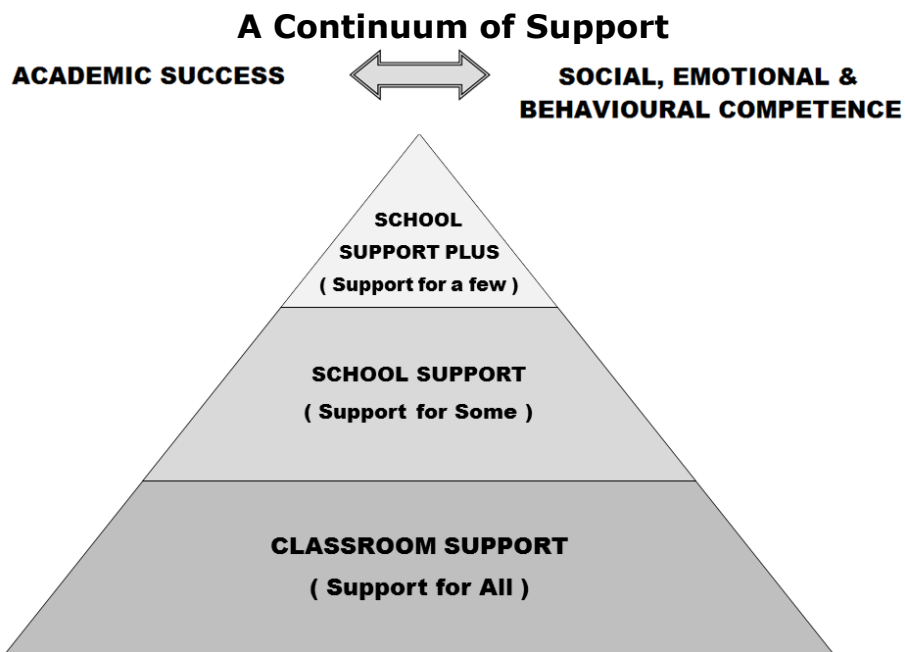 A Continuum of Support
ACADEMIC SUCCESS
SOCIAL, EMOTIONAL &
BEHAVIOURAL COMPETENCE
SCHOOL
SUPPORT PLUS
( Support for a few )
SCHOOL SUPPORT
( Support for Some )
CLASSROOM SUPPORT
( Support for All )